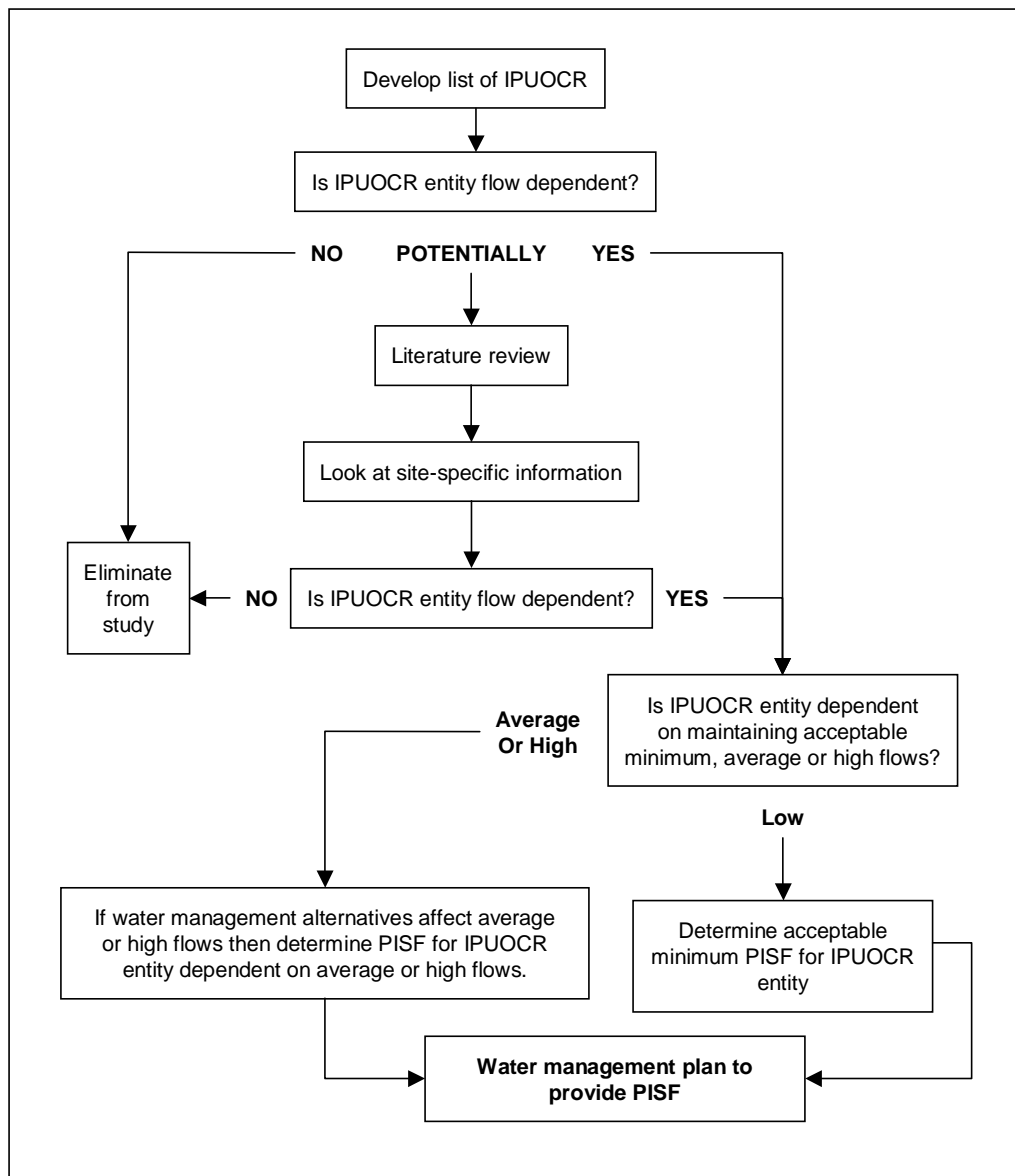 Develop list of IPUOCR
Is IPUOCR entity flow dependent?
NO POTENTIALLY YES
Literature review
Look at site-specific information
Eliminate
from
study
NO
Is IPUOCR entity flow dependent?
YES
Is IPUOCR entity dependent
on maintaining acceptable
minimum, average or high flows?
Average
Or High
Low
If water management alternatives affect average
or high flows then determine PISF for IPUOCR
entity dependent on average or high flows.
Determine acceptable
minimum PISF for IPUOCR
entity
Water management plan to
provide PISF